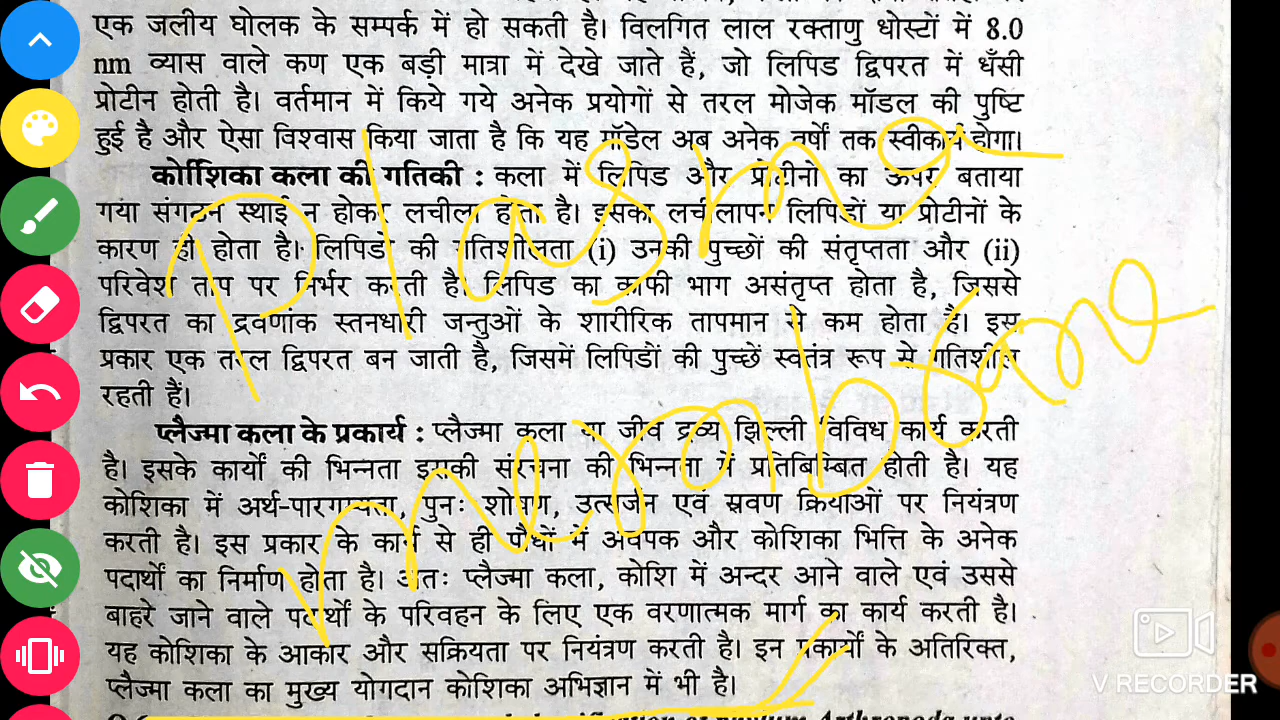 एक जलीय घोलक के सम्पर्क में हो सकती है। विलगित लाल रक्ताणु धोस्टों में 8.0
nm व्यास वाले कण एक बड़ी मात्रा में देखे जाते हैं, जो लिपिड द्विपरत में धँसी
प्रोटीन होती है। वर्तमान में किये गये अनेक प्रयोगों से तरल मोजेक मॉडल की पुष्टि
हुई है और ऐसा विश्वास किया जाता है कि यह मॉडेल अब अनेक वर्षों तक स्वीकार्य होगा।
कोशिका कला की गतिकी : कला में लिपिड और प्रोटीनो का ऊपर बताया
गया संगठन स्थाई न होकर लचीला होता है। इसका लचीलापन लिपिडों या प्रोटीनों के
कारण ही होता है। लिपिडो की गतिशीलता (i) उनकी पुच्छों की संतृप्तता और (ii)
परिवेश ताप पर निर्भर करती है। लिपिड का काफी भाग असंतृप्त होता है, जिससे
द्विपरत का द्रवणांक स्तनधारी जन्तुओं के शारीरिक तापमान से कम होता है। इस
प्रकार एक तरल द्विपरत बन जाती है, जिसमें लिपिडों की पुच्छें स्वतंत्र रूप से गतिशील
रहती हैं।
प्लैज्मा कला के प्रकार्य : प्लैज्मा कला या जीव द्रव्य झिल्ली विविध कार्य करती
है। इसके कार्यो की भिन्नता इसकी संरचना की भिन्नता में प्रतिबिम्बित होती है। यह
कोशिका में अर्थ-पारगम्यता, पुनः शोषण, उत्सर्जन एवं स्रवण क्रियाओं पर नियंत्रण
करती है। इस प्रकार के कार्य से ही पौधों में अवपक और कोशिका भित्ति के अनेक
पदार्थो का निर्माण होता है। अतः प्लैज्मा कला, कोशि में अन्दर आने वाले एवं उससे
बाहरे जाने वाले पदार्थों के परिवहन के लिए एक वरणात्मक मार्ग का कार्य करती है।
यह कोशिका के आकार और सक्रियता पर नियंत्रण करती है। इन प्रकार्यो के अतिरिक्त,
प्लैज्मा कला का मुख्य योगदान कोशिका अभिज्ञान में भी है।
Plasma
membrane
V RECORDER